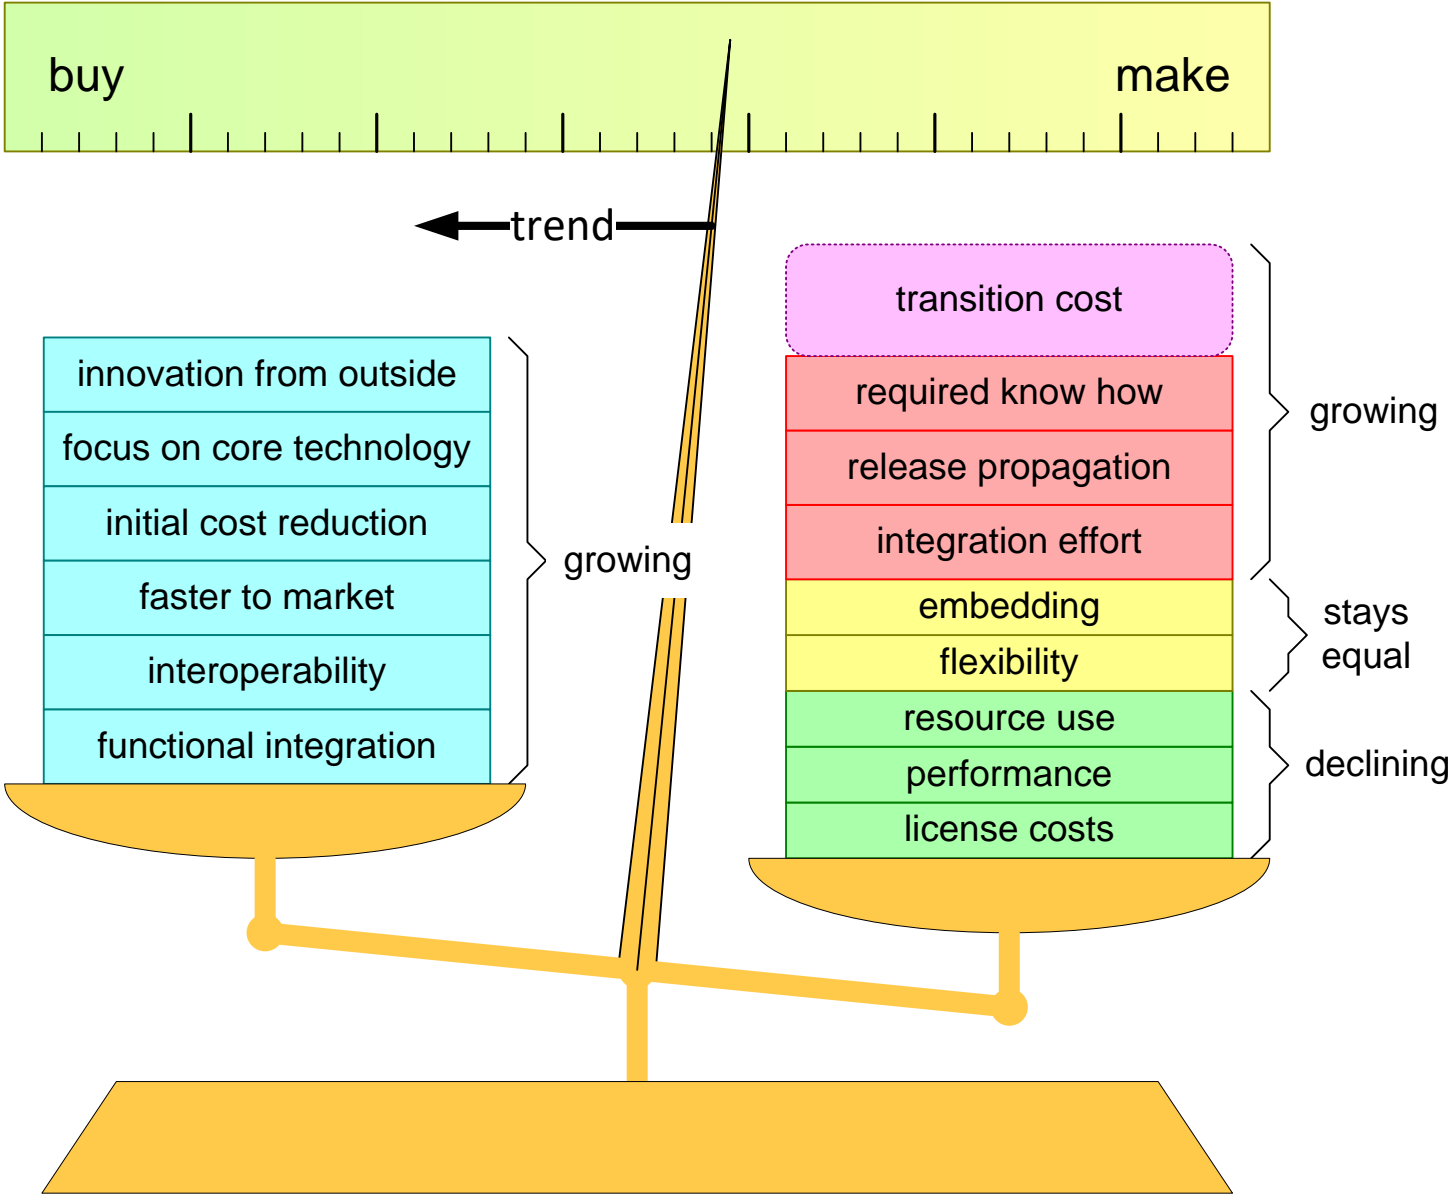 buy
make
trend
innovation from outside
focus on core technology
initial cost reduction
faster to market
interoperability
functional integration
growing
transition cost
required know how
release propagation
integration effort
embedding
flexibility
resource use
performance
license costs
growing
stays
equal
declining